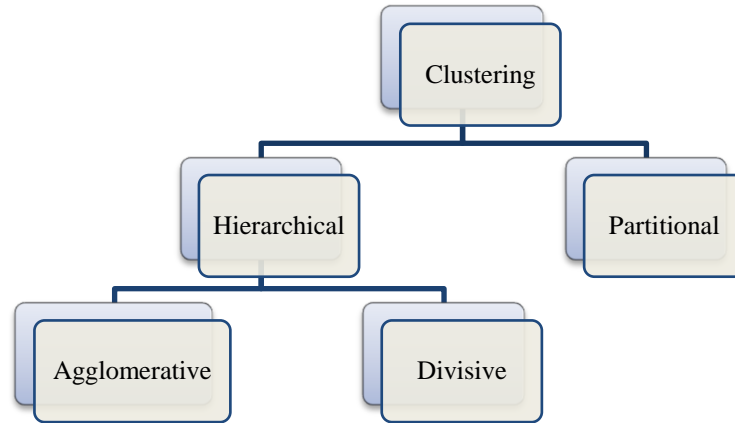 Clustering
Hierarchical
Partitional
Agglomerative
Divisive